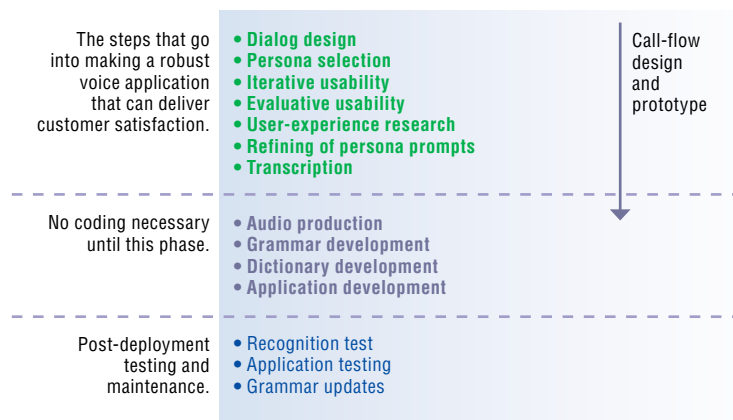 The steps that go
into making a robust
voice application
that can deliver
customer satisfaction.
• Dialog design
• Persona selection
• Iterative usability
• Evaluative usability
• User-experience research
• Refining of persona prompts
• Transcription
Call-flow
design
and
prototype
No coding necessary
until this phase.
• Audio production
• Grammar development
• Dictionary development
• Application development
Post-deployment
testing and
maintenance.
• Recognition test
• Application testing
• Grammar updates